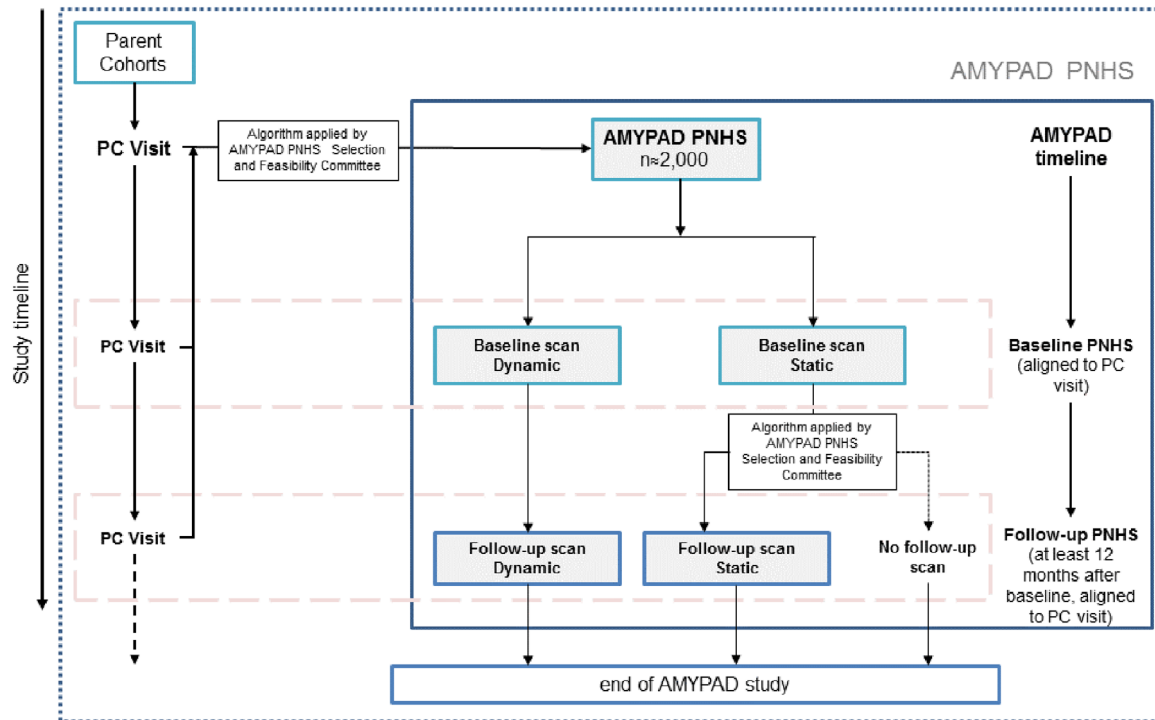 Parent
Cohorts
AMYPAD PNHS
PC Visit
Algorithm applied by
AMYPAD PNHS Selection
and Feasibility Committee
AMYPAD PNHS
n≈2,000
AMYPAD
timeline
Study timeline
PC Visit
Baseline scan
Dynamic
Baseline scan
Static
Baseline PNHS
(aligned to PC
visit)
Algorithm applied by
AMYPAD PNHS
Selection and Feasibility
Committee
PC Visit
Follow-up scan
Dynamic
Follow-up scan
Static
No follow-up
scan
Follow-up PNHS
(at least 12
months after
baseline, aligned
to PC visit)
end of AMYPAD study